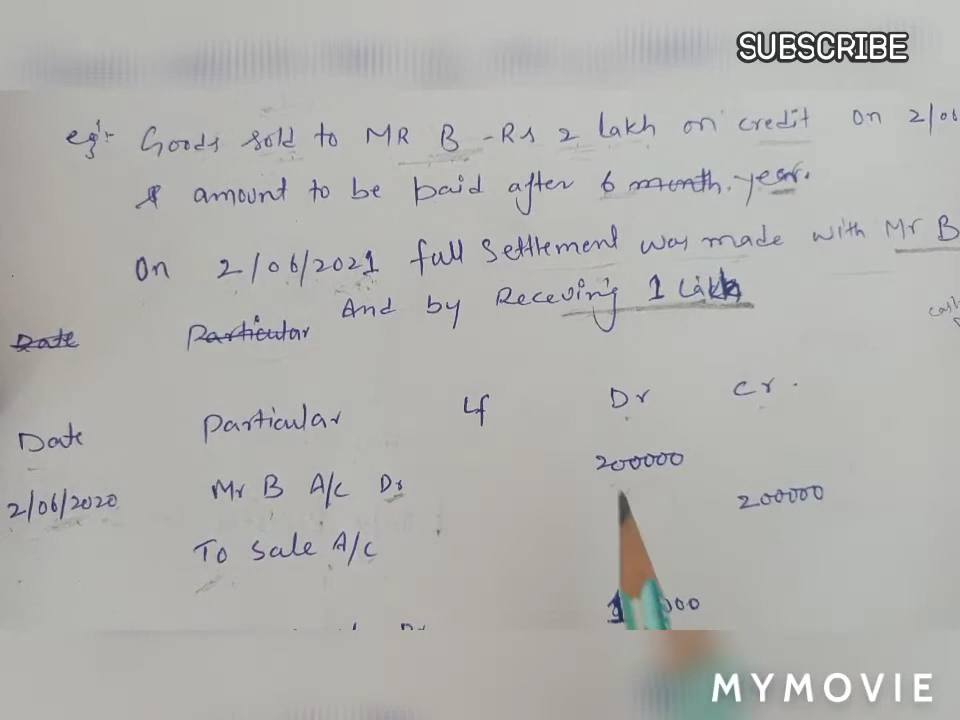 SUBSCRIBE
eg:- Goods sold to MR B -Rs 2 lakh on credit on 2/06
& amount to be paid after 6 month. year.
On 2/06/2021 full Settlement was made with Mr B
And by Receving 1 Lakh
cash
Date Particular
Date Particular Lf Dr Cr.
2/06/2020 Mr B A/C Dr 200000
To Sale A/C 200000
MYMOVIE